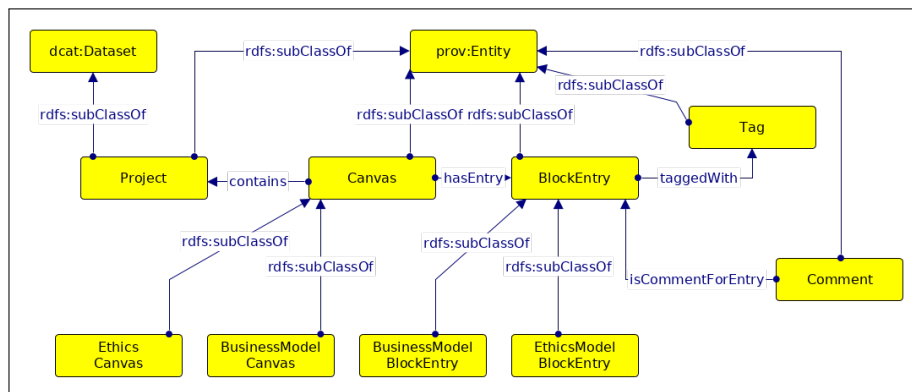 dcat:Dataset
rdfs:subClassOf
prov:Entity
rdfs:subClassOf
rdfs:subClassOf
rdfs:subClassOf
rdfs:subClassOf
rdfs:subClassOf
Tag
Project
contains
Canvas
hasEntry
BlockEntry
taggedWith
rdfs:subClassOf
rdfs:subClassOf
rdfs:subClassOf
rdfs:subClassOf
isCommentForEntry
Comment
Ethics
Canvas
BusinessModel
Canvas
BusinessModel
BlockEntry
EthicsModel
BlockEntry